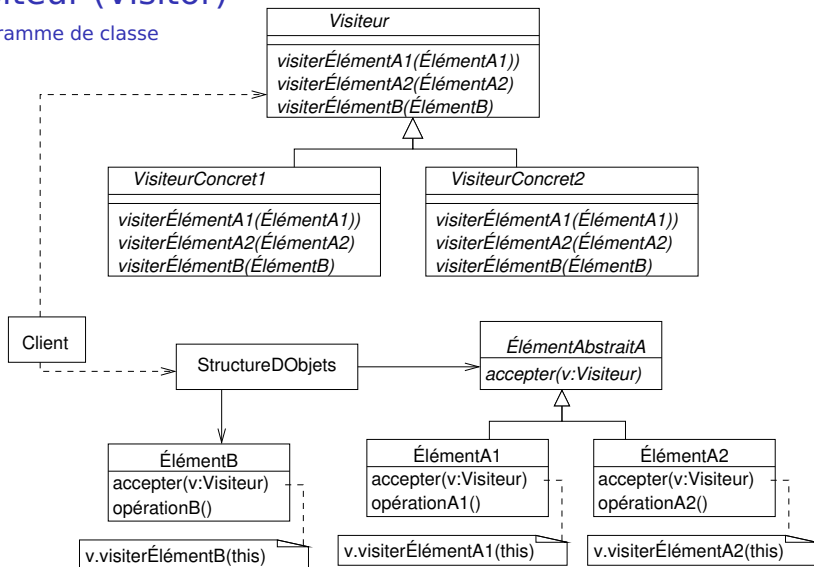 (Visitor)
de classe
Visiteur
visiterÉlémentA1(ÉlémentA1))
visiterÉlémentA2(ÉlémentA2)
visiterÉlémentB(ÉlémentB)
VisiteurConcret1
visiterÉlémentA1(ÉlémentA1))
visiterÉlémentA2(ÉlémentA2)
visiterÉlémentB(ÉlémentB)
VisiteurConcret2
visiterÉlémentA1(ÉlémentA1))
visiterÉlémentA2(ÉlémentA2)
visiterÉlémentB(ÉlémentB)
Client
StructureDObjets
ÉlémentAbstraitA
accepter(v:Visiteur)
ÉlémentB
accepter(v:Visiteur)
opérationB()
ÉlémentA1
accepter(v:Visiteur)
opérationA1()
ÉlémentA2
accepter(v:Visiteur)
opérationA2()
v.visiterÉlémentB(this)
v.visiterÉlémentA1(this)
v.visiterÉlémentA2(this)